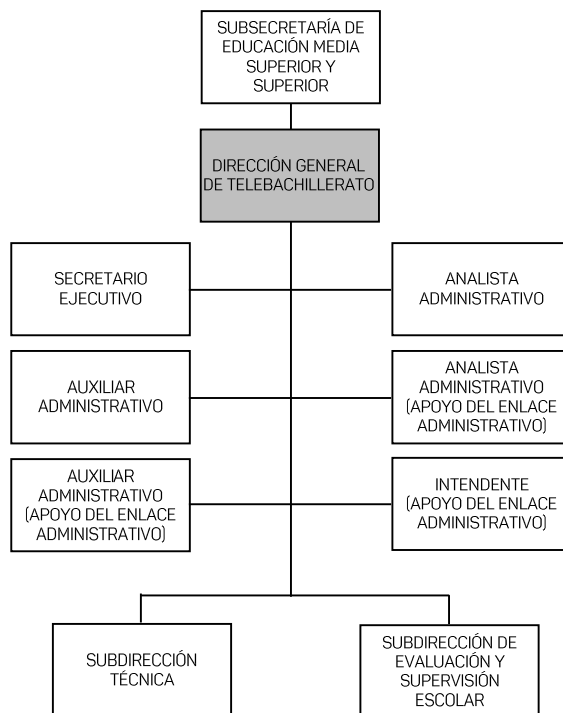 SUBSECRETARÍA DE
EDUCACIÓN MEDIA
SUPERIOR Y
SUPERIOR
DIRECCIÓN GENERAL
DE TELEBACHILLERATO
SECRETARIO
EJECUTIVO
ANALISTA
ADMINISTRATIVO
AUXILIAR
ADMINISTRATIVO
ANALISTA
ADMINISTRATIVO
(APOYO DEL ENLACE
ADMINISTRATIVO)
AUXILIAR
ADMINISTRATIVO
(APOYO DEL ENLACE
ADMINISTRATIVO)
INTENDENTE
(APOYO DEL ENLACE
ADMINISTRATIVO)
SUBDIRECCIÓN
TÉCNICA
SUBDIRECCIÓN DE
EVALUACIÓN Y
SUPERVISIÓN
ESCOLAR